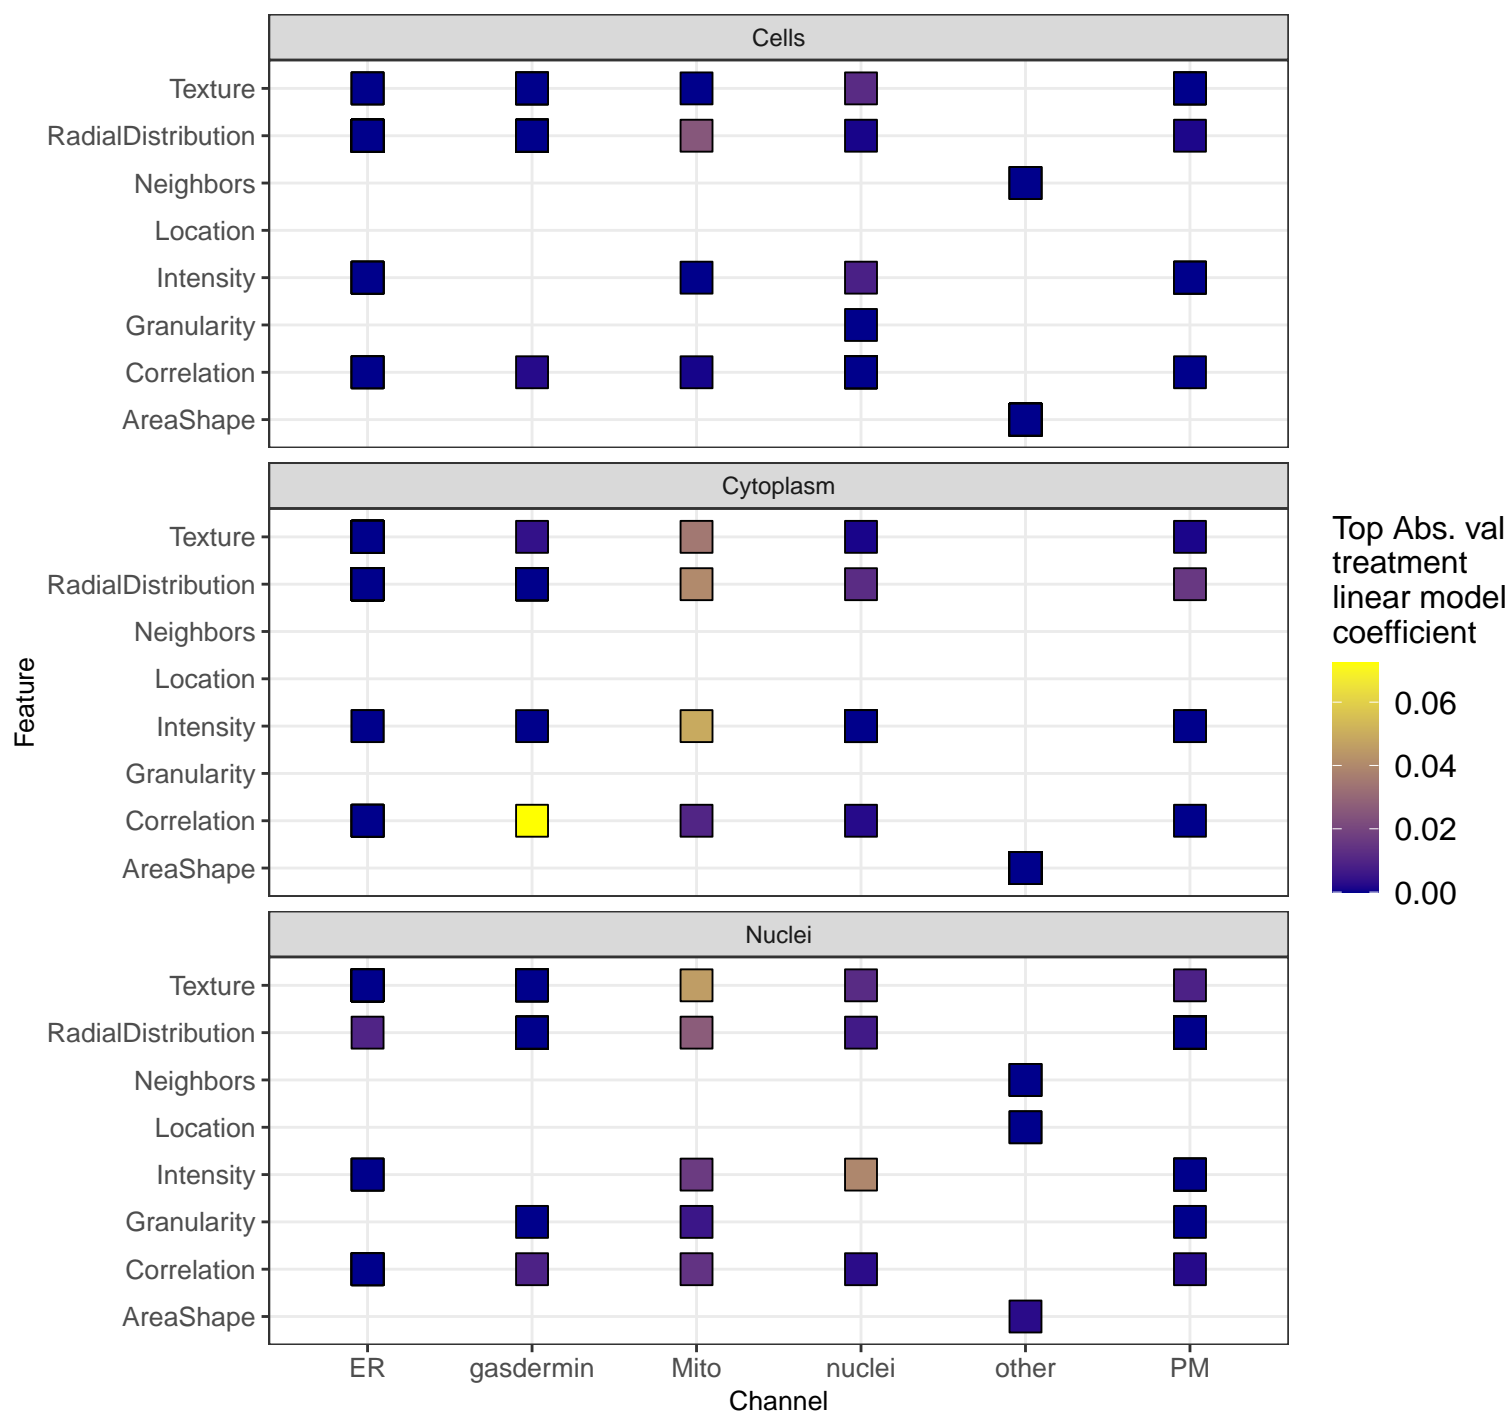 Cells
Texture
RadialDistribution
Neighbors
Location
Intensity
Granularity
Correlation
AreaShape
Cytoplasm
Texture
RadialDistribution
Neighbors
Location
Intensity
Granularity
Correlation
AreaShape
Nuclei
Texture
RadialDistribution
Neighbors
Location
Intensity
Granularity
Correlation
AreaShape
ER gasdermin Mito nuclei other PM
Channel
Feature
Top Abs. val
treatment
linear model
coefficient
0.06
0.04
0.02
0.00